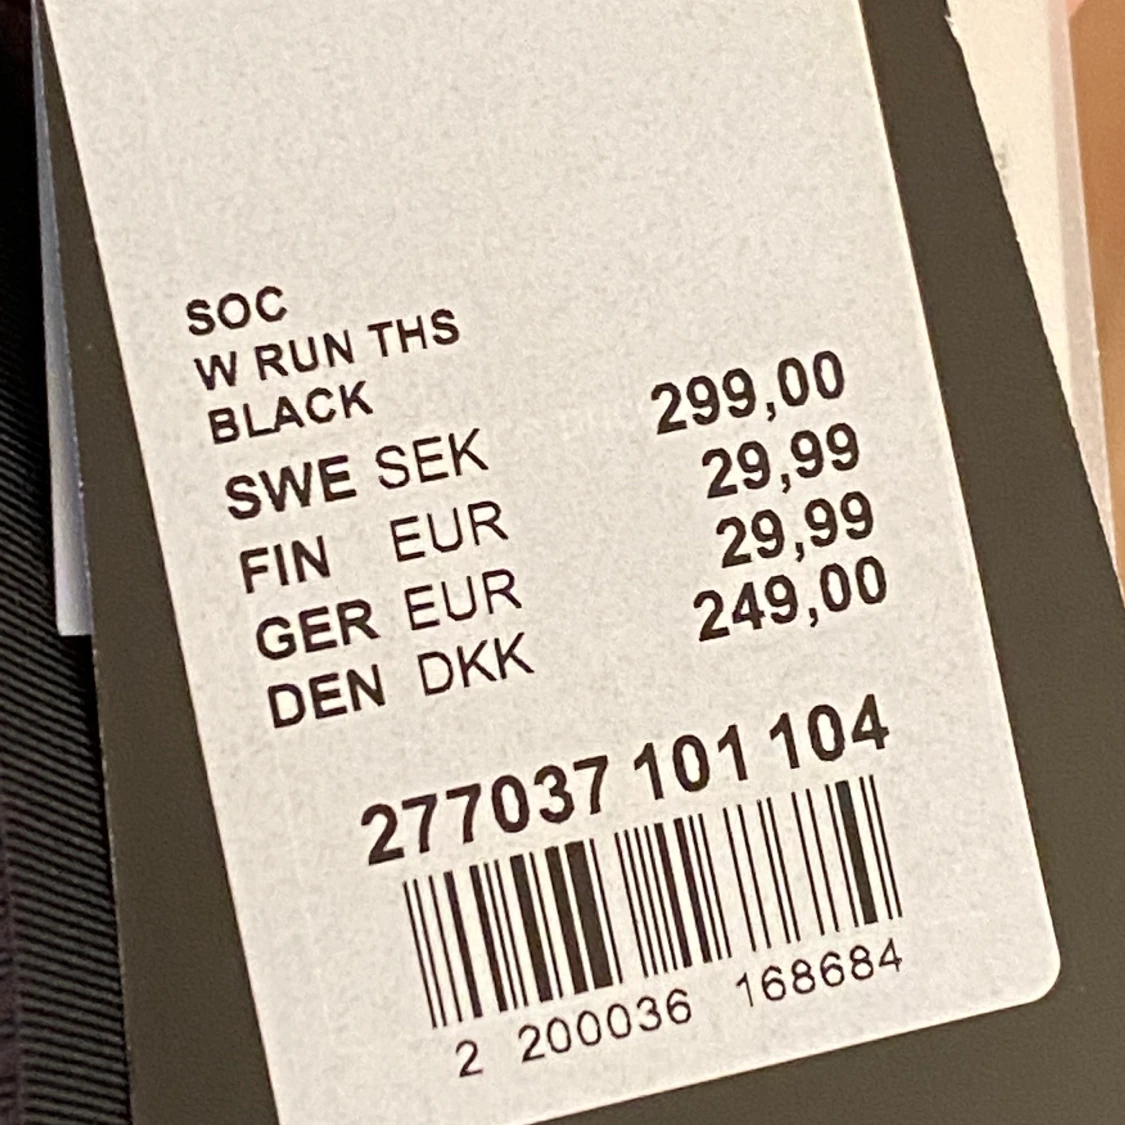 SOC
W RUN THS
BLACK
SWE SEK 299,00
FIN EUR 29,99
GER EUR 29,99
DEN DKK 249,00
277037 101 104
2 200036 168684